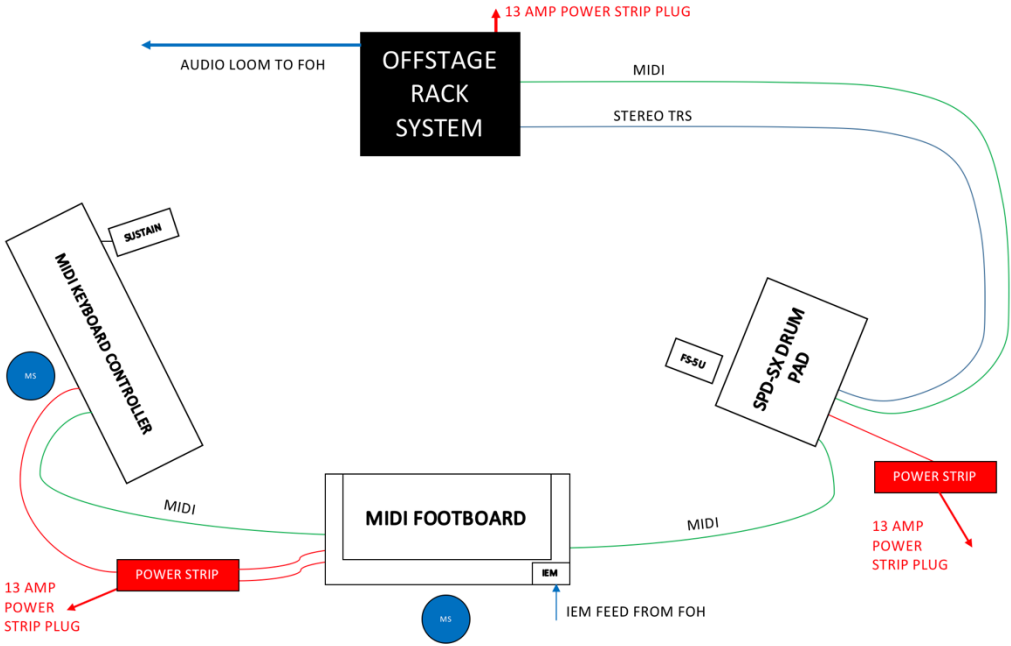 13 AMP POWER STRIP PLUG
OFFSTAGE
RACK
SYSTEM
AUDIO LOOM TO FOH
MIDI
STEREO TRS
SUSTAIN
MIDI KEYBOARD CONTROLLER
MS
FS-5U
SPD-SX DRUM
PAD
POWER STRIP
13 AMP
POWER
STRIP PLUG
MIDI
MIDI FOOTBOARD
MIDI
IEM
POWER STRIP
13 AMP
POWER
STRIP PLUG
IEM FEED FROM FOH
MS